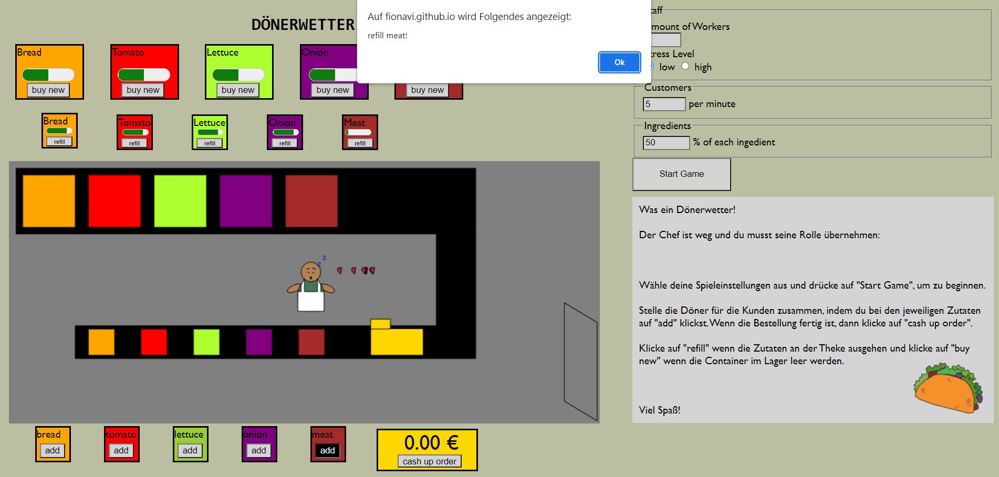 DÖNERWETTER
Auf fionavi.github.io wird Folgendes angezeigt:
refill meat!
Ok
Bread
Tomato
Lettuce
Onion
buy new
buy new
buy new
buy new
buy new
Bread
Tomato
Lettuce
Onion
Meat
refill
refill
refill
refill
refill
z
z
bread
tomato
lettuce
onion
meat
add
add
add
add
add
0.00 €
cash up order
taff
mount of Workers
tress Level
low high
Customers
5 per minute
Ingredients
50 % of each ingedient
Start Game
Was ein Dönerwetter!
Der Chef ist weg und du musst seine Rolle übernehmen:
Wähle deine Spieleinstellungen aus und drücke auf "Start Game", um zu beginnen.
Stelle die Döner für die Kunden zusammen, indem du bei den jeweiligen Zutaten
auf "add" klickst. Wenn die Bestellung fertig ist, dann klicke auf "cash up order".
Klicke auf "refill" wenn die Zutaten an der Theke ausgehen und klicke auf "buy
new" wenn die Container im Lager leer werden.
Viel Spaß!